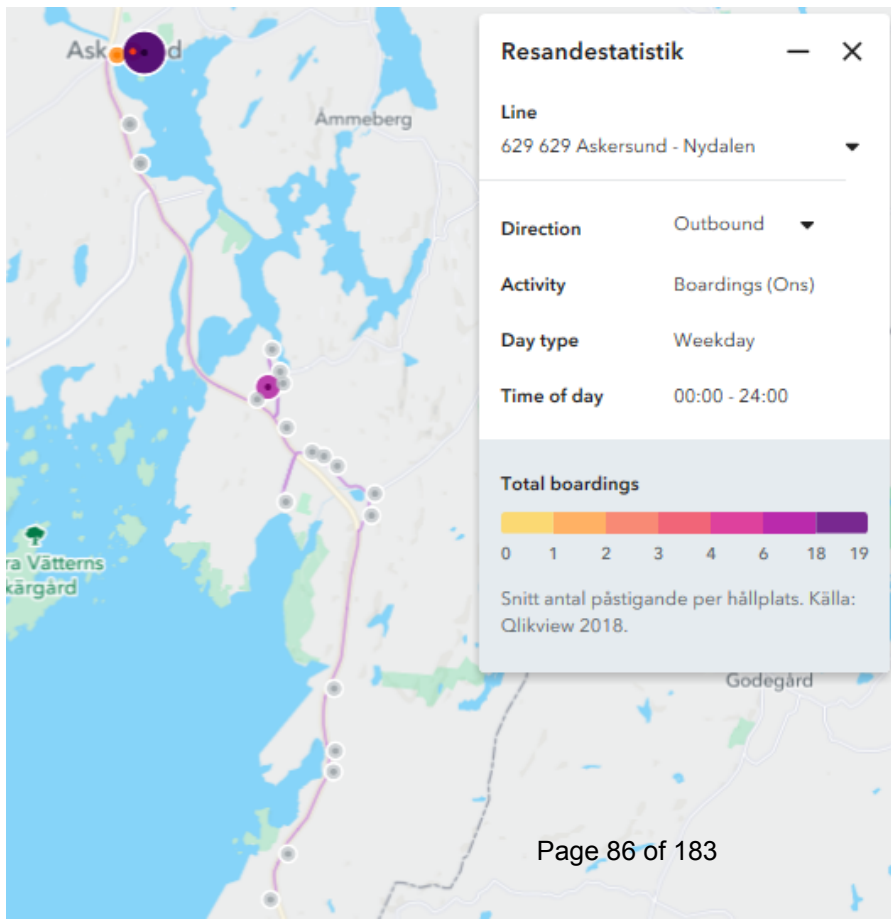 Resandestatistik
Line
629 629 Askersund - Nydalen
Direction Outbound
Activity Boardings (Ons)
Day type Weekday
Time of day 00:00 - 24:00
Total boardings
0 1 2 3 4 6 18 19
Snitt antal påstigande per hållplats. Källa:
Qlikview 2018.
Ask d
Åmmeberg
ra Vätterns
kärgård
Godegård
Page 86 of 183